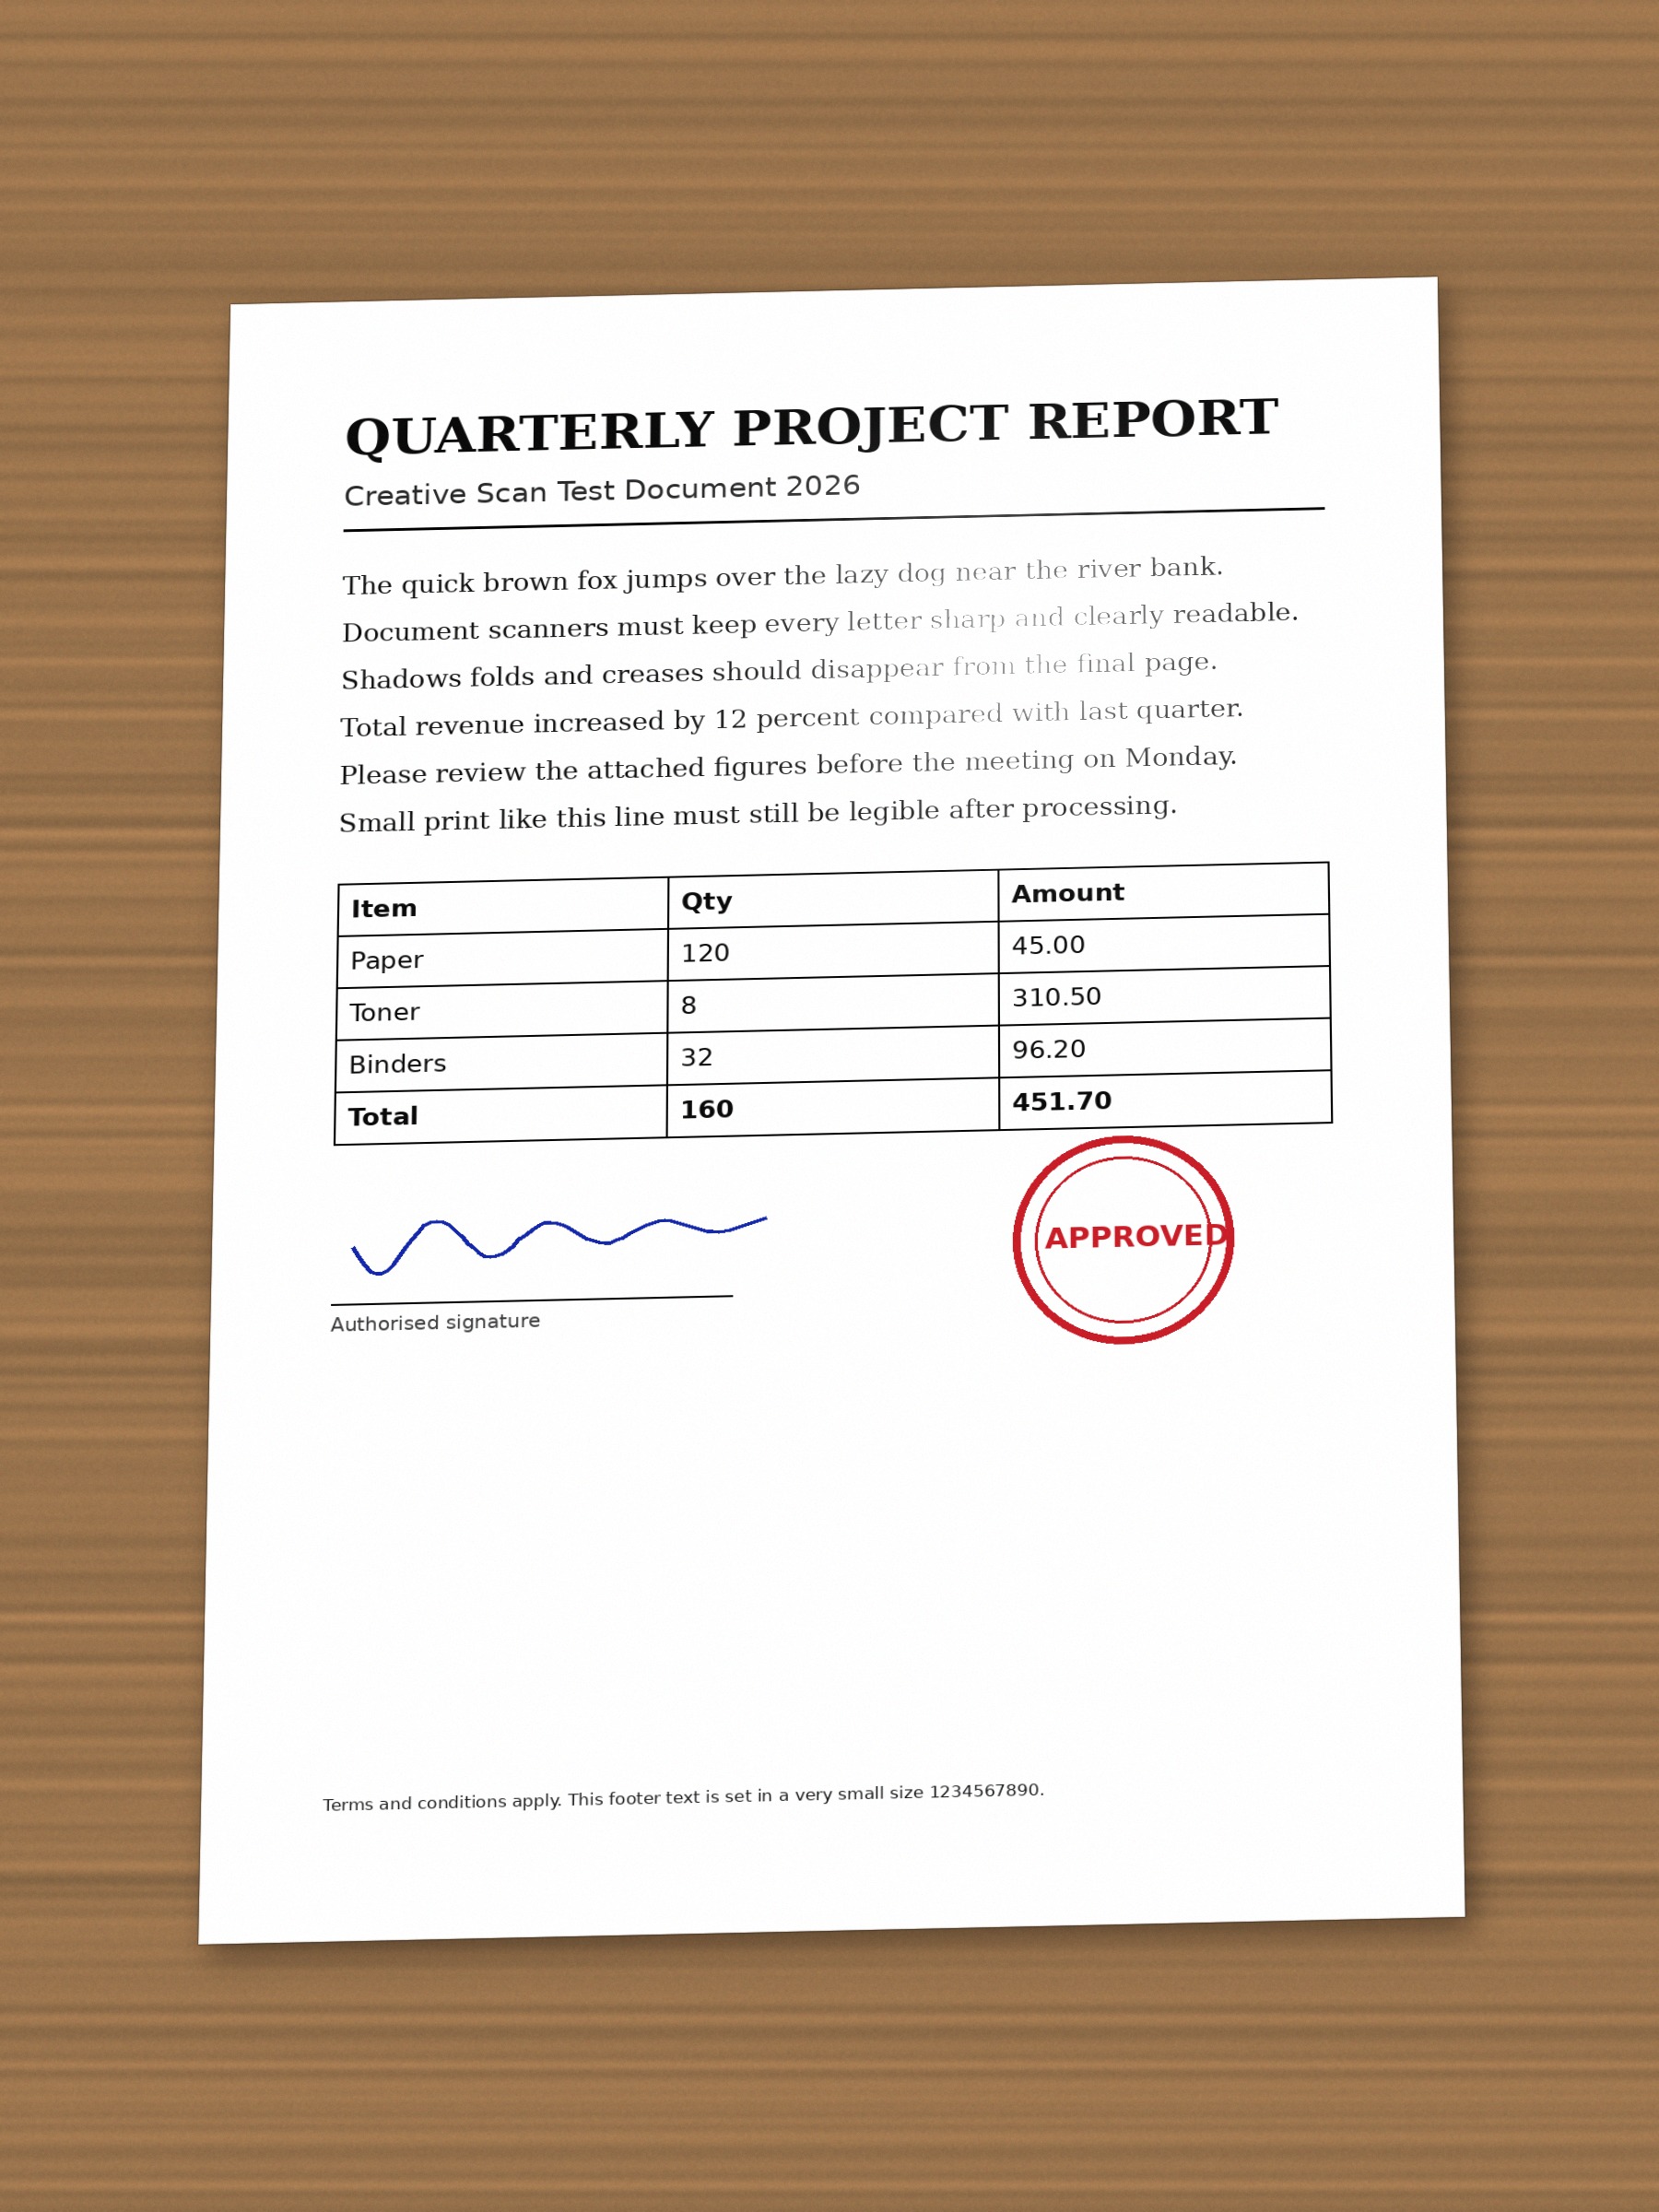 QUARTERLY PROJECT REPORT
Creative Scan Test Document 2026
The quick brown fox jumps over the lazy dog near the river bank.
Document scanners must keep every letter sharp and clearly readable.
Shadows folds and creases should disappear from the final page.
Total revenue increased by 12 percent compared with last quarter.
Please review the attached figures before the meeting on Monday.
Small print like this line must still be legible after processing.
Item Qty Amount
Paper 120 45.00
Toner 8 310.50
Binders 32 96.20
Total 160 451.70
APPROVED
Authorised signature
Terms and conditions apply. This footer text is set in a very small size 1234567890.